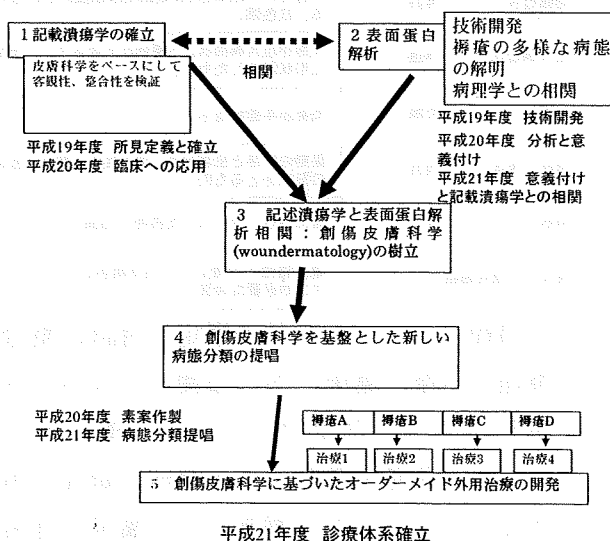 1記載潰瘍学の確立
皮膚科学をベースにして
客観性、整合性を検証
平成19年度 所見定義と確立
平成20年度 臨床への応用
相関
2表面蛋白
解析
技術開発
褥瘡の多様な病態
の解明
病理学との相関
平成19年度 技術開発
平成20年度 分析と意
義付け
平成21年度 意義付け
と記載潰瘍学との相関
3 記述潰瘍学と表面蛋白解
析相関：創傷皮膚科学
(woundermatology)の樹立
4 創傷皮膚科学を基盤とした新しい
病態分類の提唱
平成20年度 素案作製
平成21年度 病態分類提唱
褥瘡A 褥瘡B 褥瘡C 褥瘡D
治療1 治療2 治療3 治療4
5 創傷皮膚科学に基づいたオーダーメイド外用治療の開発
平成21年度 診療体系確立